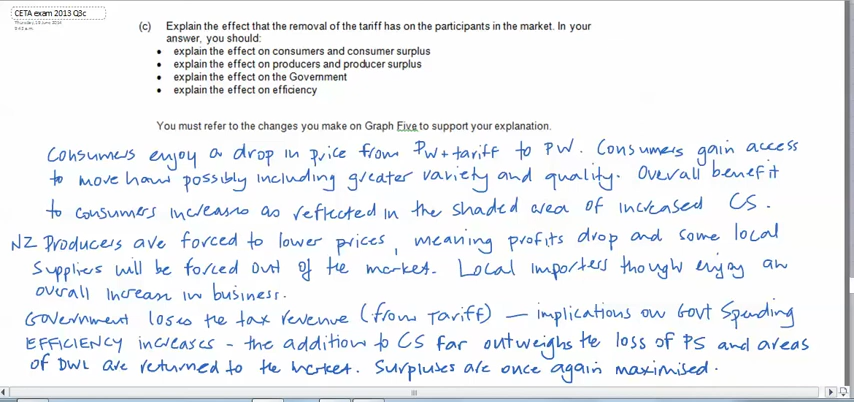 CETA exam 2013 Q3c
Thursday, 19 June 2014
(c) Explain the effect that the removal of the tariff has on the participants in the market. In your
answer, you should:
• explain the effect on consumers and consumer surplus
• explain the effect on producers and producer surplus
• explain the effect on the Government
• explain the effect on efficiency
You must refer to the changes you make on Graph Five to support your explanation.
Consumers enjoy a drop in price from Pw+tariff to PW. Consumers gain access
to more possibly including greater variety and quality. Overall benefit
to consumers increases as reflected in the shaded area of increased CS.
NZ Producers are forced to lower prices, meaning profits drop and some local
suppliers will be forced out of the market. Local importers though enjoy an
overall increase in business.
Government loses the tax revenue (from Tariff) — implications on Govt Spending
EFFICIENCY increases - the addition to CS far outweighs the loss of PS and areas
of DWL are returned to the market. Surpluses are once again maximised.